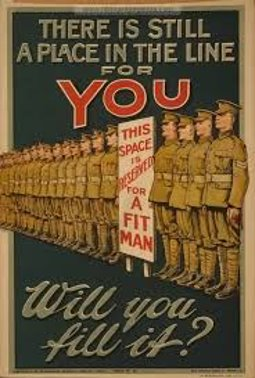 THERE IS STILL
A PLACE IN THE LINE
FOR
YOU
THIS
SPACE
IS
RESERVED
FOR
A
FIT
MAN
Will you
fill it?